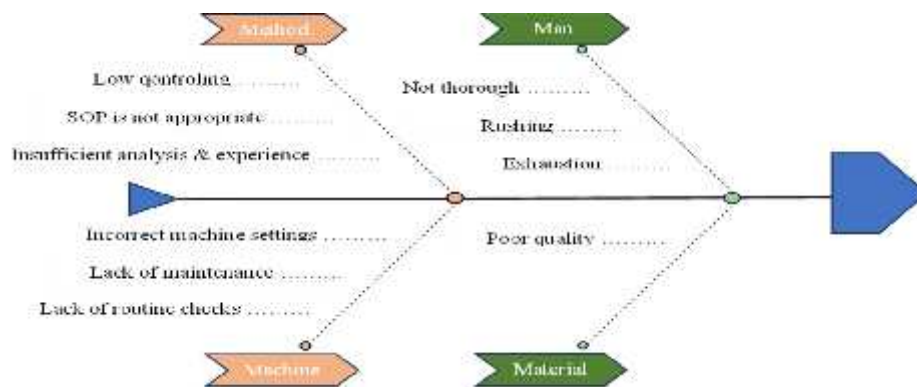 Method
Man
Low qontroling ………
SOP is not appropriate ………
Insufficient analysis & experience ………
Not thorough ………
Rushing ………
Exhaustion ………
Incorrect machine settings ………
Lack of maintenance ………
Lack of routine checks ………
Poor quality ………
Machine
Material